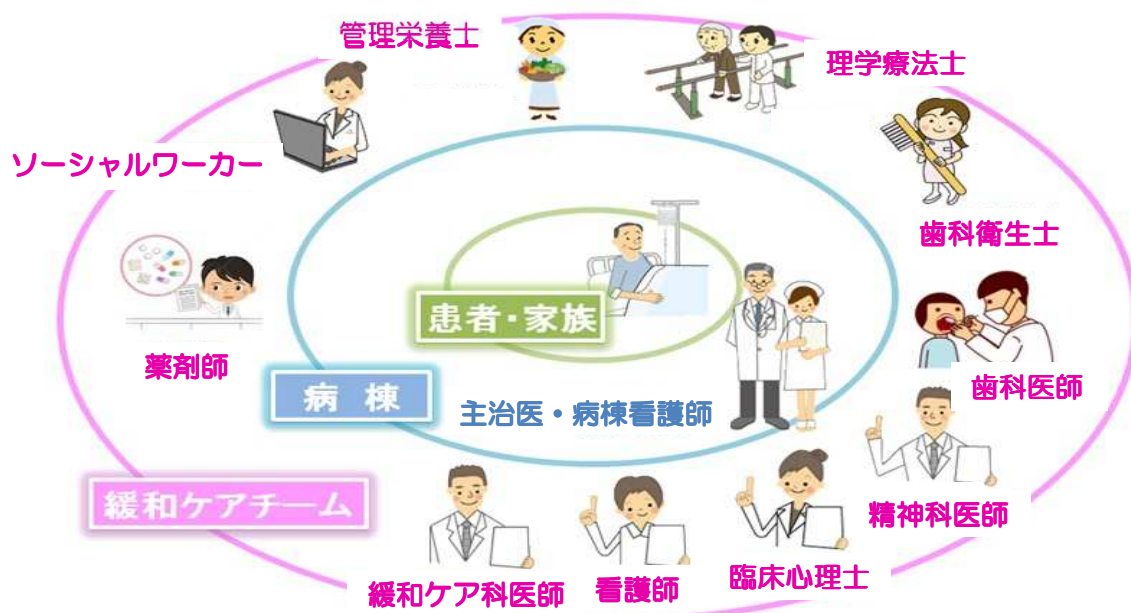 管理栄養士
理学療法士
ソーシャルワーカー
歯科衛生士
患者・家族
薬剤師
病棟
主治医・病棟看護師
歯科医師
緩和ケアチーム
精神科医師
緩和ケア科医師
看護師
臨床心理士